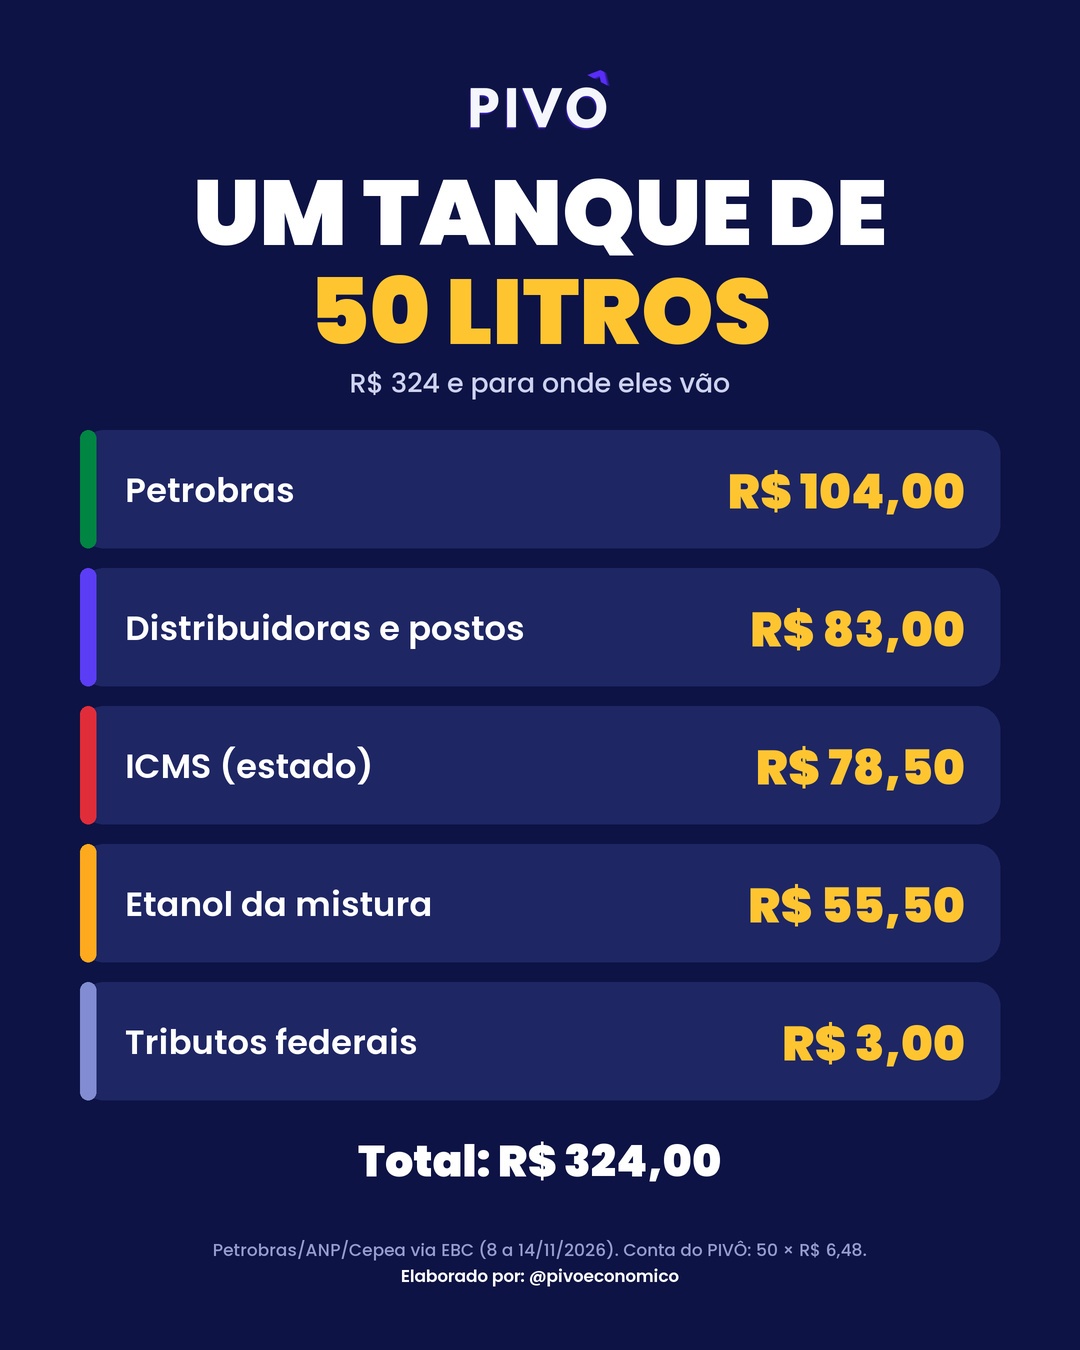 PIVÔ
UM TANQUE DE
50 LITROS
R$ 324 e para onde eles vão
Petrobras R$ 104,00
Distribuidoras e postos R$ 83,00
ICMS (estado) R$ 78,50
Etanol da mistura R$ 55,50
Tributos federais R$ 3,00
Total: R$ 324,00
Petrobras/ANP/Cepea via EBC (8 a 14/11/2026). Conta do PIVÔ: 50 × R$ 6,48.
Elaborado por: @pivoeconomico